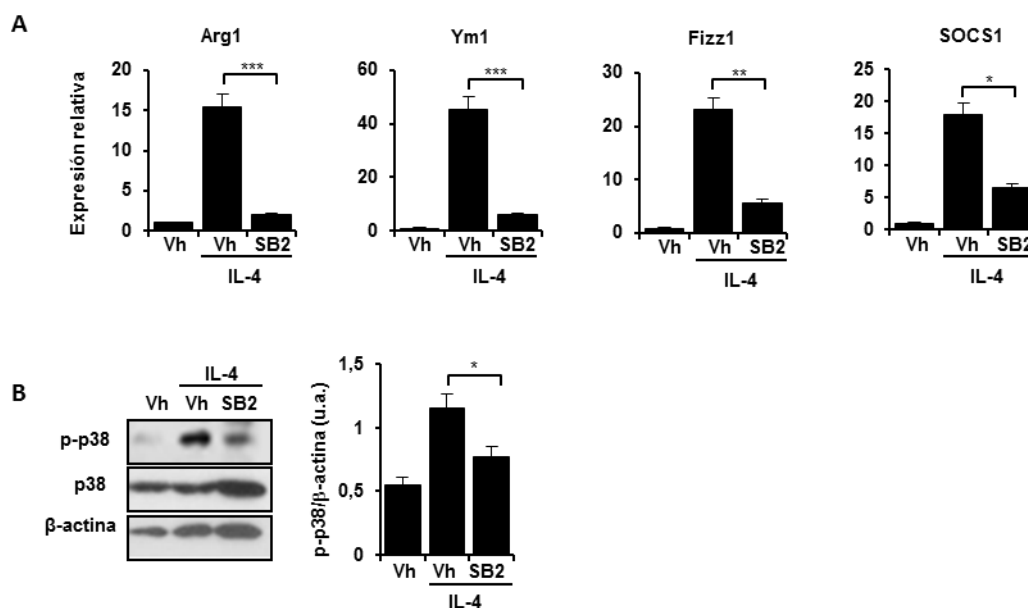 A
Arg1
Ym1
Fizz1
SOCS1
Expresión relativa
20
15
10
5
0
***
Vh
Vh
SB2
IL-4
60
40
20
0
***
Vh
Vh
SB2
IL-4
30
20
10
0
**
Vh
Vh
SB2
IL-4
25
20
15
10
5
0
*
Vh
Vh
SB2
IL-4
B
IL-4
Vh
Vh
SB2
p-p38
p38
β-actina
p-p38/β-actina (u.a.)
1,5
1
0,5
0
*
Vh
Vh
SB2
IL-4